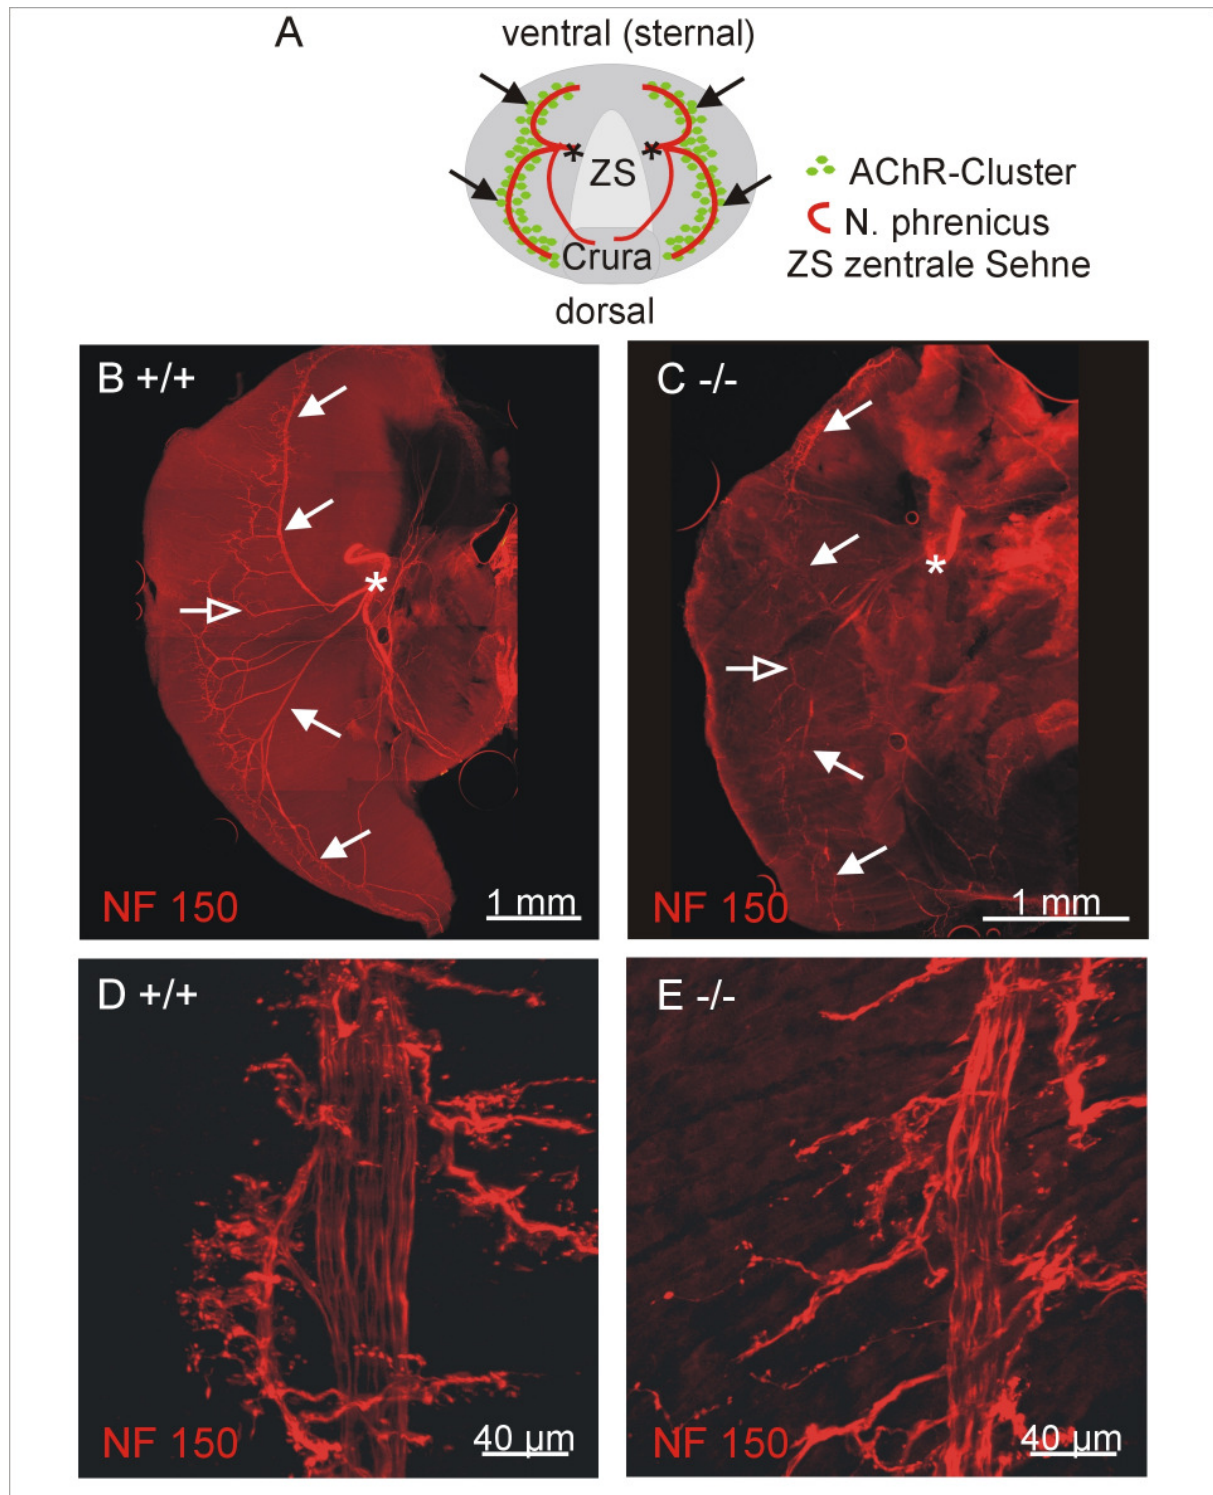 A
ventral (sternal)
ZS
Crura
dorsal
AChR-Cluster
N. phrenicus
ZS zentrale Sehne
B +/+
NF 150
1 mm
C -/-
NF 150
1 mm
D +/+
NF 150
40 µm
E -/-
NF 150
40 µm